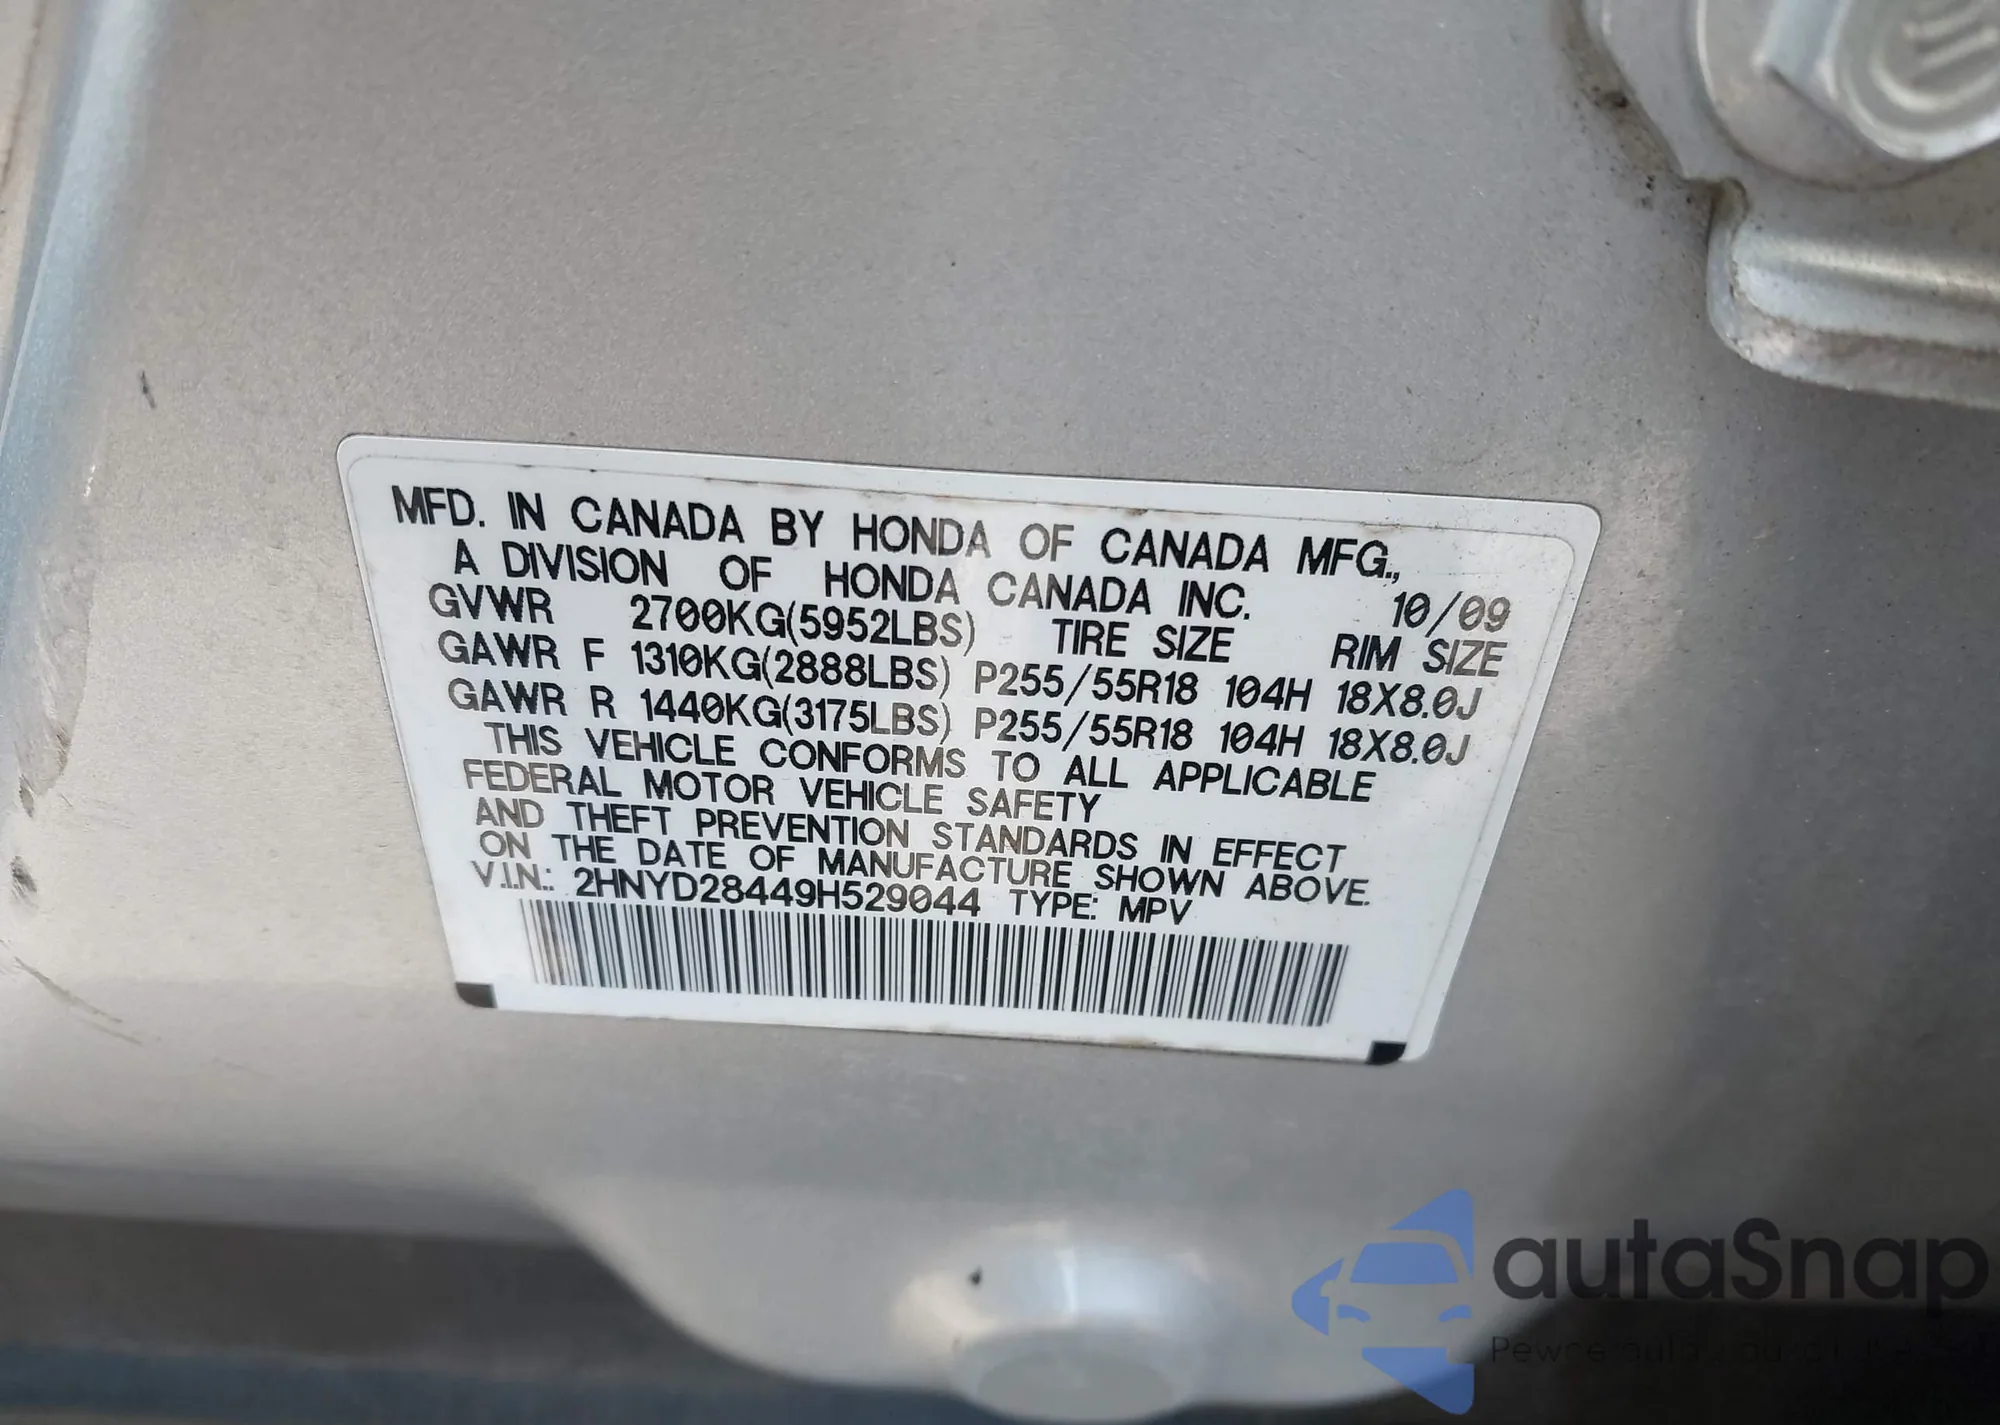 MFD. IN CANADA BY HONDA OF CANADA MFG.,
A DIVISION OF HONDA CANADA INC. 10/09
GVWR 2700KG(5952LBS) TIRE SIZE RIM SIZE
GAWR F 1310KG(2888LBS) P255/55R18 104H 18X8.0J
GAWR R 1440KG(3175LBS) P255/55R18 104H 18X8.0J
THIS VEHICLE CONFORMS TO ALL APPLICABLE
FEDERAL MOTOR VEHICLE SAFETY
AND THEFT PREVENTION STANDARDS IN EFFECT
ON THE DATE OF MANUFACTURE SHOWN ABOVE.
V.I.N.: 2HNYD28449H529044 TYPE: MPV
autaSnap
Pewne auta